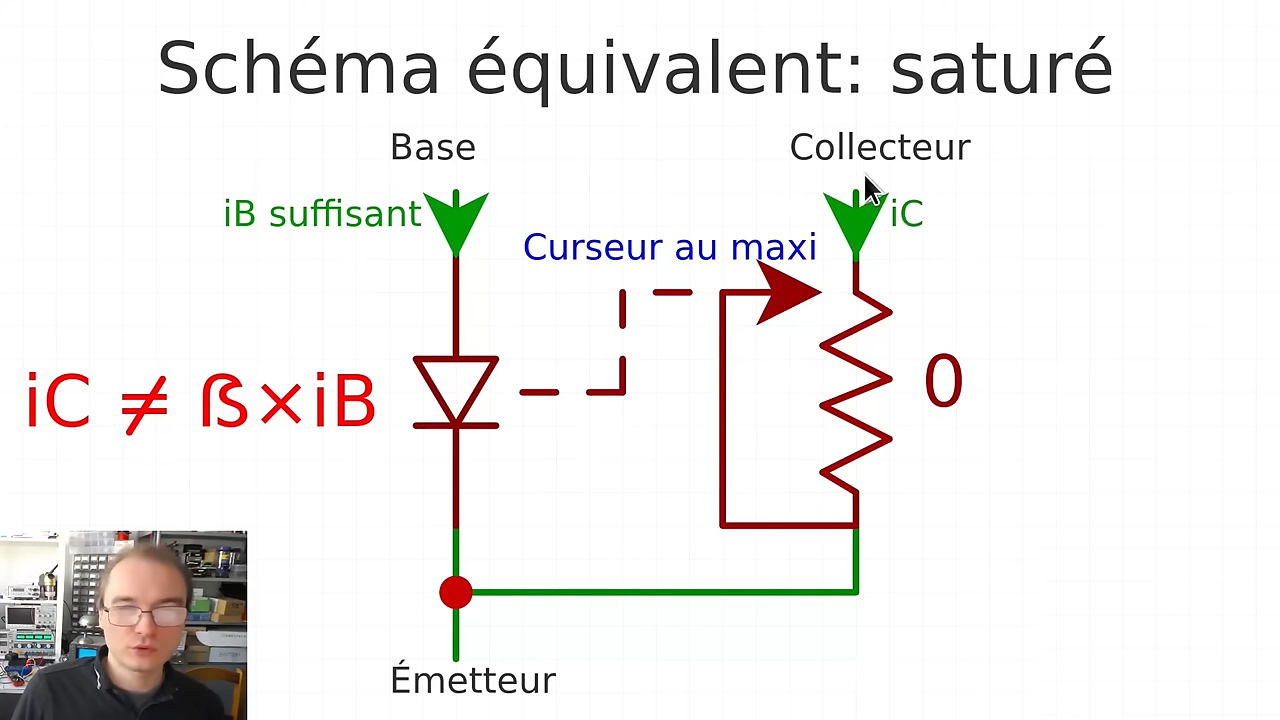 Schéma équivalent: saturé
Base
Collecteur
iB suffisant
iC
Curseur au maxi
0
iC ≠ ß×iB
Émetteur